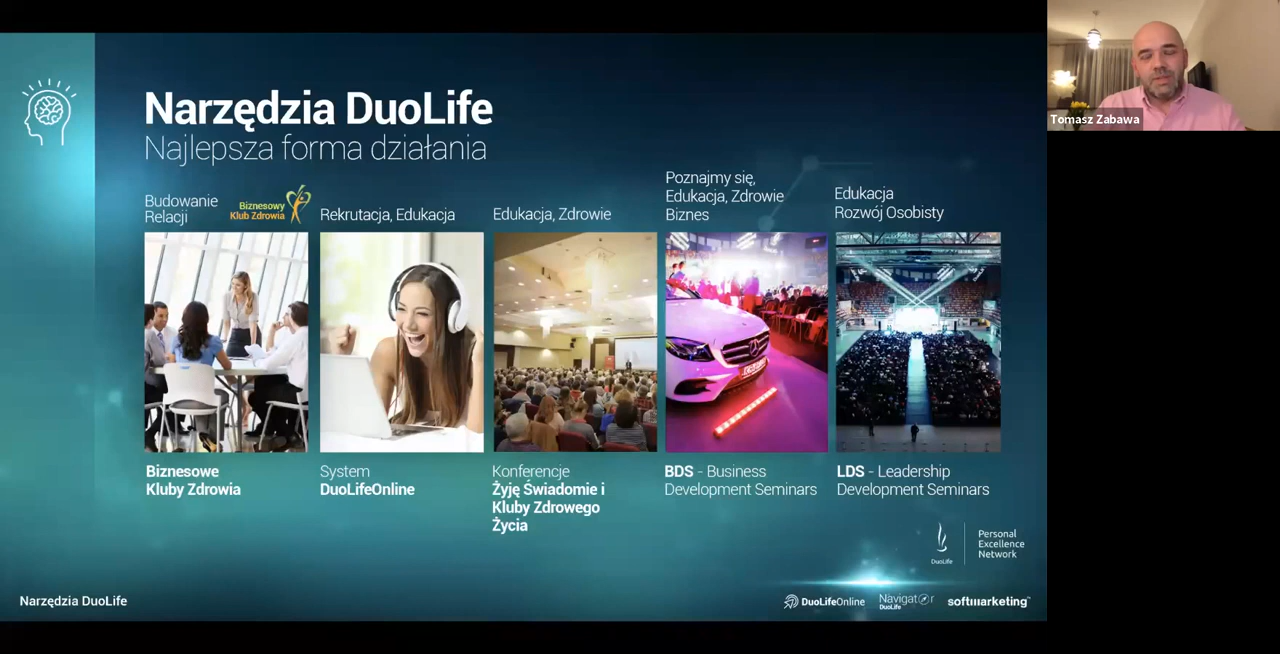 Narzędzia DuoLife
Najlepsza forma działania
Budowanie
Relacji
Biznesowy
Klub Zdrowia
Rekrutacja, Edukacja
Edukacja, Zdrowie
Poznajmy się,
Edukacja, Zdrowie
Biznes
Edukacja
Rozwój Osobisty
Biznesowe
Kluby Zdrowia
System
DuoLifeOnline
Konferencje
Żyję Świadomie i
Kluby Zdrowego
Życia
BDS - Business
Development Seminars
LDS - Leadership
Development Seminars
DuoLife
Personal
Excellence
Network
Narzędzia DuoLife
DuoLifeOnline
Navigator
DuoLife
softmarketing
Tomasz Zabawa